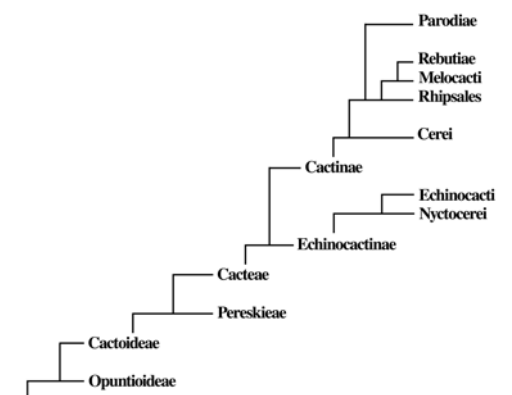 Parodiae
Rebutiae
Melocacti
Rhipsales
Cerei
Cactinae
Echinocacti
Nyctocerei
Echinocactinae
Cacteae
Pereskieae
Cactoideae
Opuntioideae